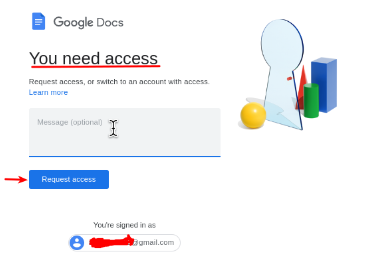 Google Docs
You need access
Request access, or switch to an account with access.
Learn more
Message (optional)
Request access
You're signed in as
@gmail.com